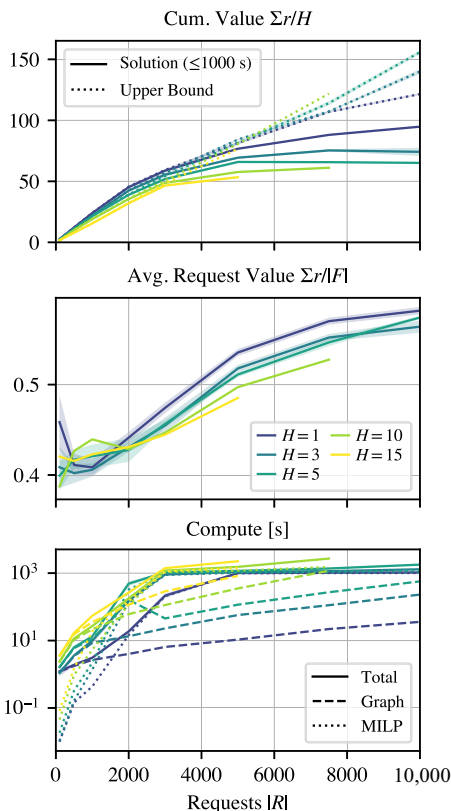 Cum. Value Σr/H
150
100
50
0
Solution (≤1000 s)
Upper Bound
Avg. Request Value Σr/|F|
0.5
0.4
H = 1
H = 3
H = 5
H = 10
H = 15
Compute [s]
10³
10¹
10⁻¹
Total
Graph
MILP
0 2000 4000 6000 8000 10,000
Requests |R|